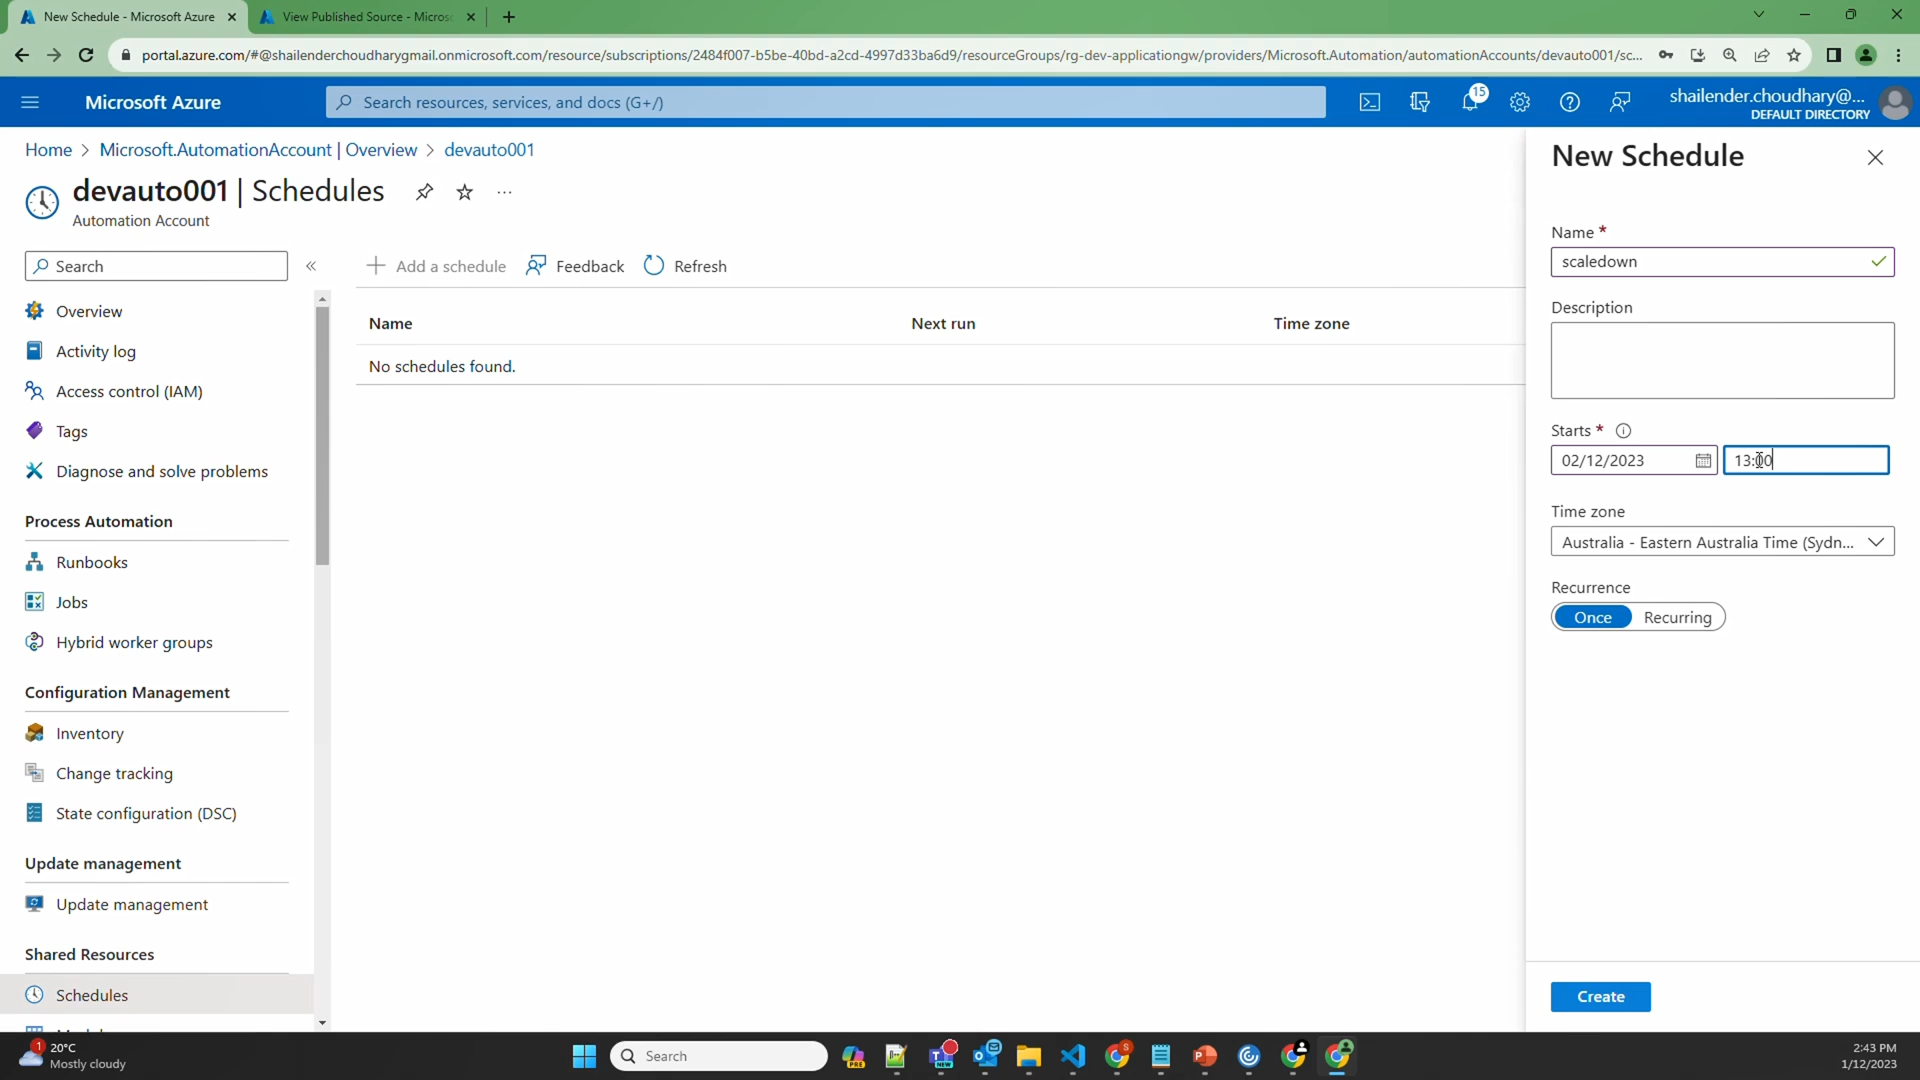 New Schedule - Microsoft Azure
View Published Source - Micros
portal.azure.com/#@shailenderchoudharygmail.onmicrosoft.com/resource/subscriptions/2484f007-b5be-40bd-a2cd-4997d33ba6d9/resourceGroups/rg-dev-applicationgw/providers/Microsoft.Automation/automationAccounts/devauto001/sc...
Microsoft Azure
Search resources, services, and docs (G+/)
15
shailender.choudhary@...
DEFAULT DIRECTORY
Home > Microsoft.AutomationAccount | Overview > devauto001
devauto001 | Schedules
Automation Account
Search
Overview
Activity log
Access control (IAM)
Tags
Diagnose and solve problems
Process Automation
Runbooks
Jobs
Hybrid worker groups
Configuration Management
Inventory
Change tracking
State configuration (DSC)
Update management
Update management
Shared Resources
Schedules
Add a schedule
Feedback
Refresh
Name
Next run
Time zone
No schedules found.
New Schedule
Name *
scaledown
Description
Starts *
02/12/2023
13:00
Time zone
Australia - Eastern Australia Time (Sydn...
Recurrence
Once
Recurring
Create
1
20°C
Mostly cloudy
Search
PRE
NEW
2:43 PM
1/12/2023